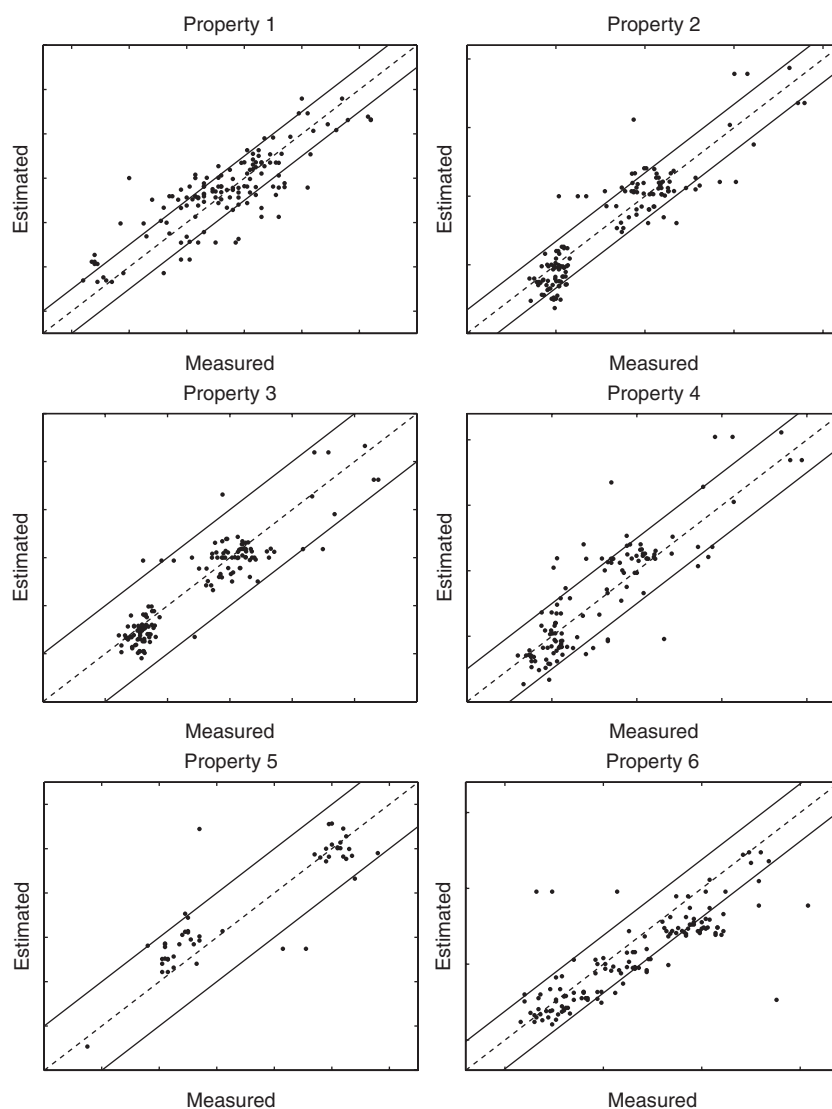 Property 1
Property 2
Estimated
Estimated
Measured
Measured
Property 3
Property 4
Estimated
Estimated
Measured
Measured
Property 5
Property 6
Estimated
Estimated
Measured
Measured